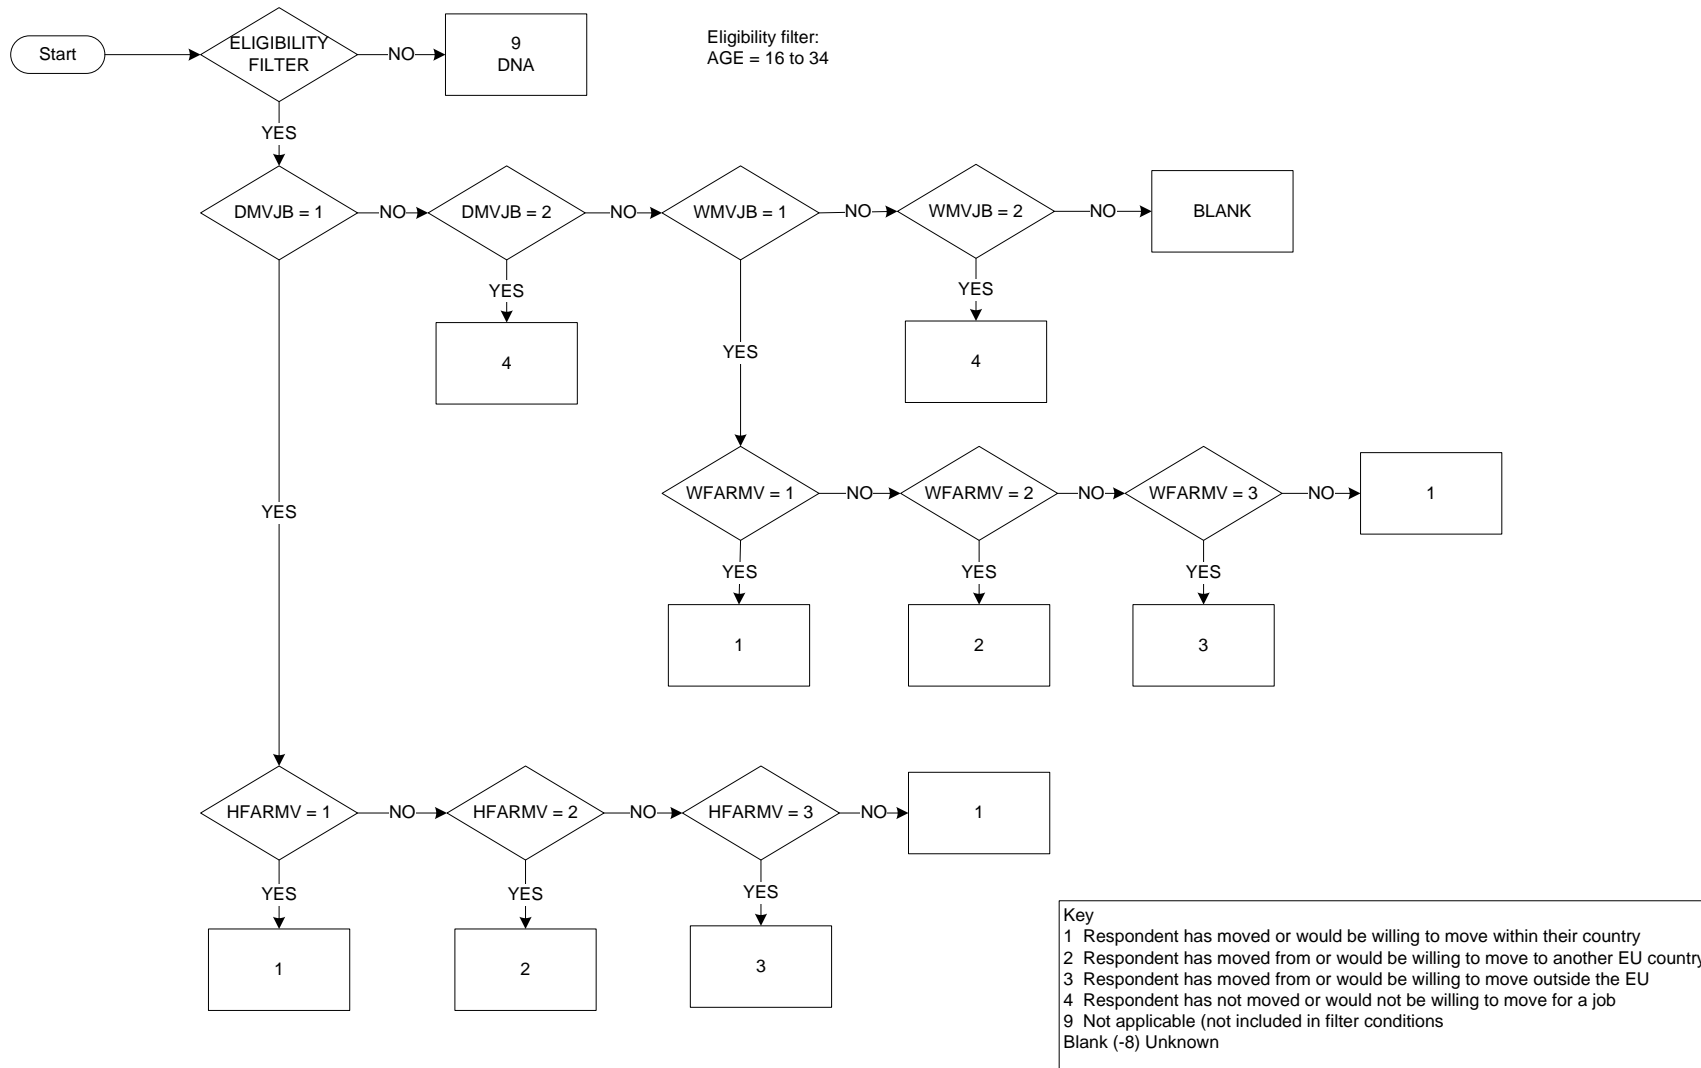 Start
ELIGIBILITY
FILTER
NO
9
DNA
Eligibility filter:
AGE = 16 to 34
YES
DMVJB = 1
NO
DMVJB = 2
NO
WMVJB = 1
NO
WMVJB = 2
NO
BLANK
YES
YES
4
4
YES
YES
WFARMV = 1
NO
WFARMV = 2
NO
WFARMV = 3
NO
1
YES
YES
YES
1
2
3
HFARMV = 1
NO
HFARMV = 2
NO
HFARMV = 3
NO
1
YES
YES
YES
1
2
3
Key
1 Respondent has moved or would be willing to move within their country
2 Respondent has moved from or would be willing to move to another EU country
3 Respondent has moved from or would be willing to move outside the EU
4 Respondent has not moved or would not be willing to move for a job
9 Not applicable (not included in filter conditions
Blank (-8) Unknown